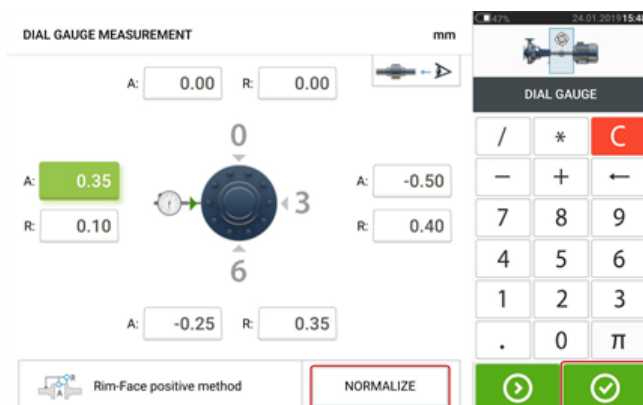 47% 24.01.2019 15:48
DIAL GAUGE MEASUREMENT mm
A: 0.00 R: 0.00
DIAL GAUGE
0
/ * C
A: 0.35
A: -0.50
3
− + ←
R: 0.10
R: 0.40
7 8 9
6
4 5 6
A: -0.25 R: 0.35
1 2 3
. 0 π
R
A
Rim-Face positive method
NORMALIZE